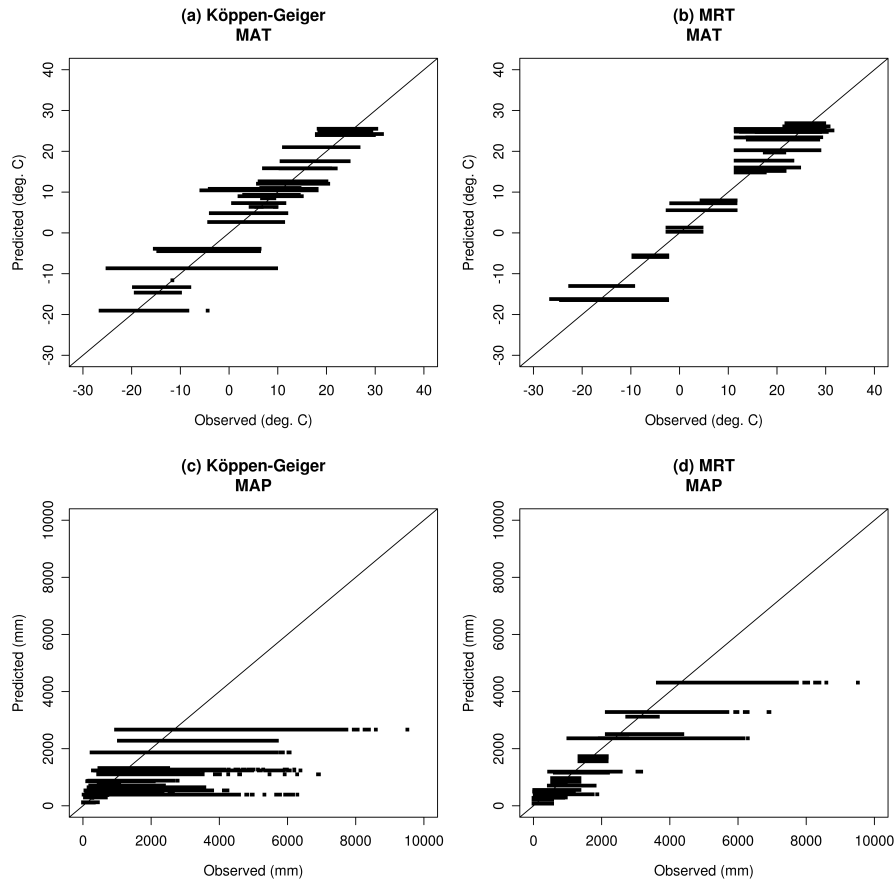 (a) Köppen-Geiger
MAT
Predicted (deg. C)
40
30
20
10
0
-10
-20
-30
-30 -20 -10 0 10 20 30 40
Observed (deg. C)
(b) MRT
MAT
Predicted (deg. C)
40
30
20
10
0
-10
-20
-30
-30 -20 -10 0 10 20 30 40
Observed (deg. C)
(c) Köppen-Geiger
MAP
Predicted (mm)
10000
8000
6000
4000
2000
0
0 2000 4000 6000 8000 10000
Observed (mm)
(d) MRT
MAP
Predicted (mm)
10000
8000
6000
4000
2000
0
0 2000 4000 6000 8000 10000
Observed (mm)